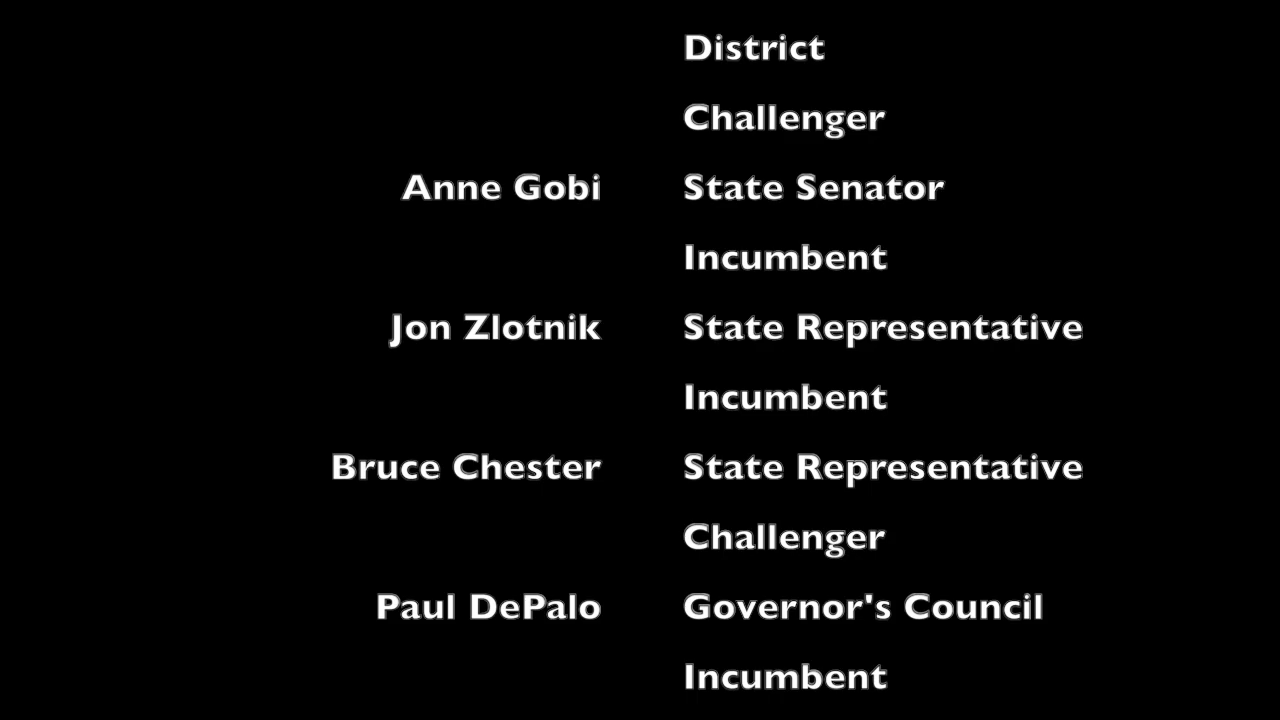 District
Challenger
Anne Gobi State Senator
Incumbent
Jon Zlotnik State Representative
Incumbent
Bruce Chester State Representative
Challenger
Paul DePalo Governor's Council
Incumbent